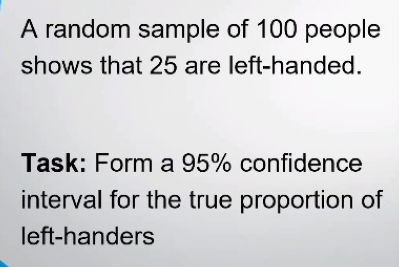 A random sample of 100 people
shows that 25 are left-handed.
Task: Form a 95% confidence
interval for the true proportion of
left-handers